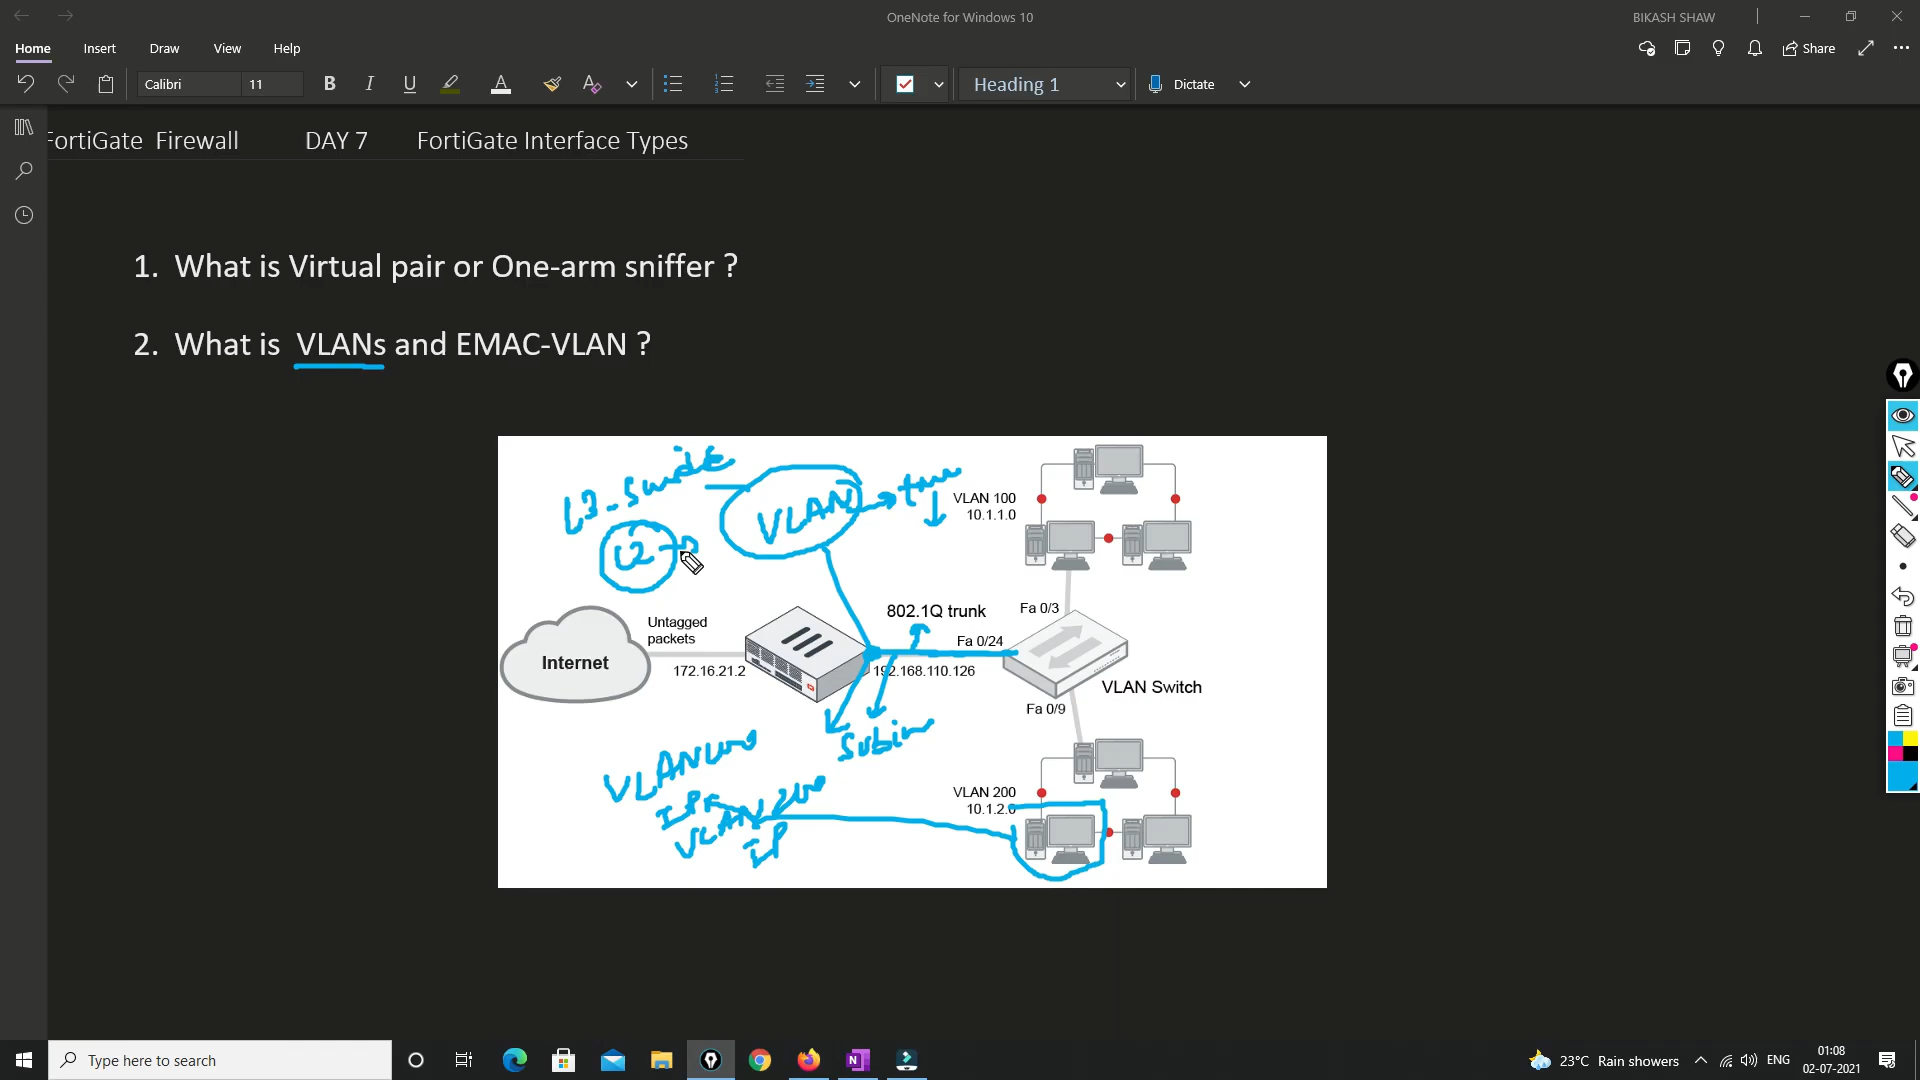 OneNote for Windows 10
BIKASH SHAW
Home Insert Draw View Help
Share
Calibri 11 B I U A A Heading 1 Dictate
FortiGate Firewall DAY 7 FortiGate Interface Types
1. What is Virtual pair or One-arm sniffer ?
2. What is VLANs and EMAC-VLAN ?
L3-
VLAN
L2
VLAN 100
10.1.1.0
Untagged
packets
802.1Q trunk
Fa 0/3
Fa 0/24
Internet
172.16.21.2
192.168.110.126
VLAN Switch
Fa 0/9
Subin
VLAN 200
10.1.2.0
VLAN 200
IP
Type here to search
23°C Rain showers
ENG
01:08
02-07-2021